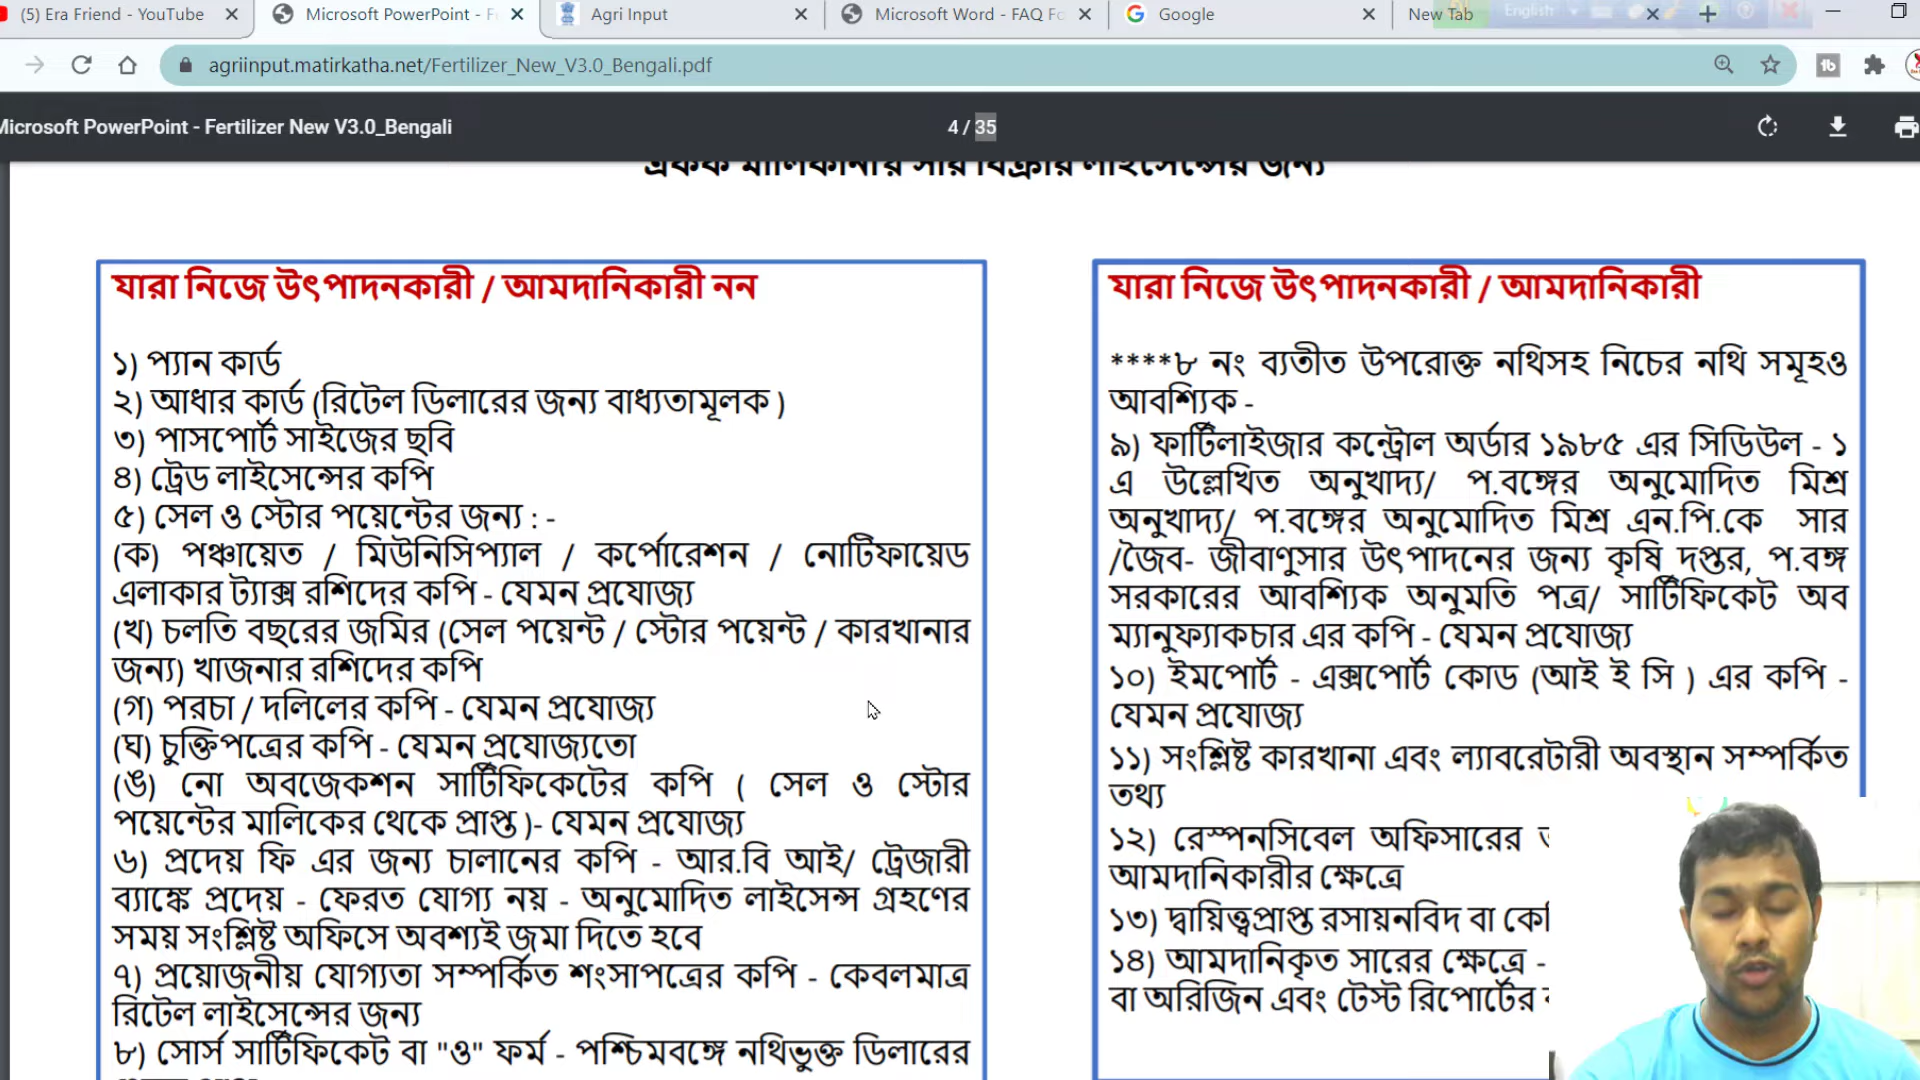 (5) Era Friend - YouTube
Microsoft PowerPoint - F
Agri Input
Microsoft Word - FAQ Fo
Google
New Tab
English
agriinput.matirkatha.net/Fertilizer_New_V3.0_Bengali.pdf
Microsoft PowerPoint - Fertilizer New V3.0_Bengali
4 / 35
একক মালিকানার সার বিক্রীর লাইসেন্সের জন্য
যারা নিজে উৎপাদনকারী / আমদানিকারী নন
১) প্যান কার্ড
২) আধার কার্ড (রিটেল ডিলারের জন্য বাধ্যতামূলক )
৩) পাসপোর্ট সাইজের ছবি
৪) ট্রেড লাইসেন্সের কপি
৫) সেল ও স্টোর পয়েন্টের জন্য : -
(ক) পঞ্চায়েত / মিউনিসিপ্যাল / কর্পোরেশন / নোটিফায়েড
এলাকার ট্যাক্স রশিদের কপি - যেমন প্রযোজ্য
(খ) চলতি বছরের জমির (সেল পয়েন্ট / স্টোর পয়েন্ট / কারখানার
জন্য) খাজনার রশিদের কপি
(গ) পরচা / দলিলের কপি - যেমন প্রযোজ্য
(ঘ) চুক্তিপত্রের কপি - যেমন প্রযোজ্যতো
(ঙ) নো অবজেকশন সার্টিফিকেটের কপি ( সেল ও স্টোর
পয়েন্টের মালিকের থেকে প্রাপ্ত )- যেমন প্রযোজ্য
৬) প্রদেয় ফি এর জন্য চালানের কপি - আর.বি আই/ ট্রেজারী
ব্যাঙ্কে প্রদেয় - ফেরত যোগ্য নয় - অনুমোদিত লাইসেন্স গ্রহণের
সময় সংশ্লিষ্ট অফিসে অবশ্যই জমা দিতে হবে
৭) প্রয়োজনীয় যোগ্যতা সম্পর্কিত শংসাপত্রের কপি - কেবলমাত্র
রিটেল লাইসেন্সের জন্য
৮) সোর্স সার্টিফিকেট বা "ও" ফর্ম - পশ্চিমবঙ্গে নথিভুক্ত ডিলারের
যারা নিজে উৎপাদনকারী / আমদানিকারী
****৮ নং ব্যতীত উপরোক্ত নথিসহ নিচের নথি সমূহও
আবশ্যিক -
৯) ফার্টিলাইজার কন্ট্রোল অর্ডার ১৯৮৫ এর সিডিউল - ১
এ উল্লেখিত অনুখাদ্য/ প.বঙ্গের অনুমোদিত মিশ্র
অনুখাদ্য/ প.বঙ্গের অনুমোদিত মিশ্র এন.পি.কে সার
/জৈব- জীবাণুসার উৎপাদনের জন্য কৃষি দপ্তর, প.বঙ্গ
সরকারের আবশ্যিক অনুমতি পত্র/ সার্টিফিকেট অব
ম্যানুফ্যাকচার এর কপি - যেমন প্রযোজ্য
১০) ইমপোর্ট - এক্সপোর্ট কোড (আই ই সি ) এর কপি -
যেমন প্রযোজ্য
১১) সংশ্লিষ্ট কারখানা এবং ল্যাবরেটারী অবস্থান সম্পর্কিত
তথ্য
১২) রেস্পনসিবেল অফিসারের
আমদানিকারীর ক্ষেত্রে
১৩) দ্বায়িত্ত্বপ্রাপ্ত রসায়নবিদ বা
১৪) আমদানিকৃত সারের ক্ষেত্রে -
বা অরিজিন এবং টেস্ট রিপোর্টের